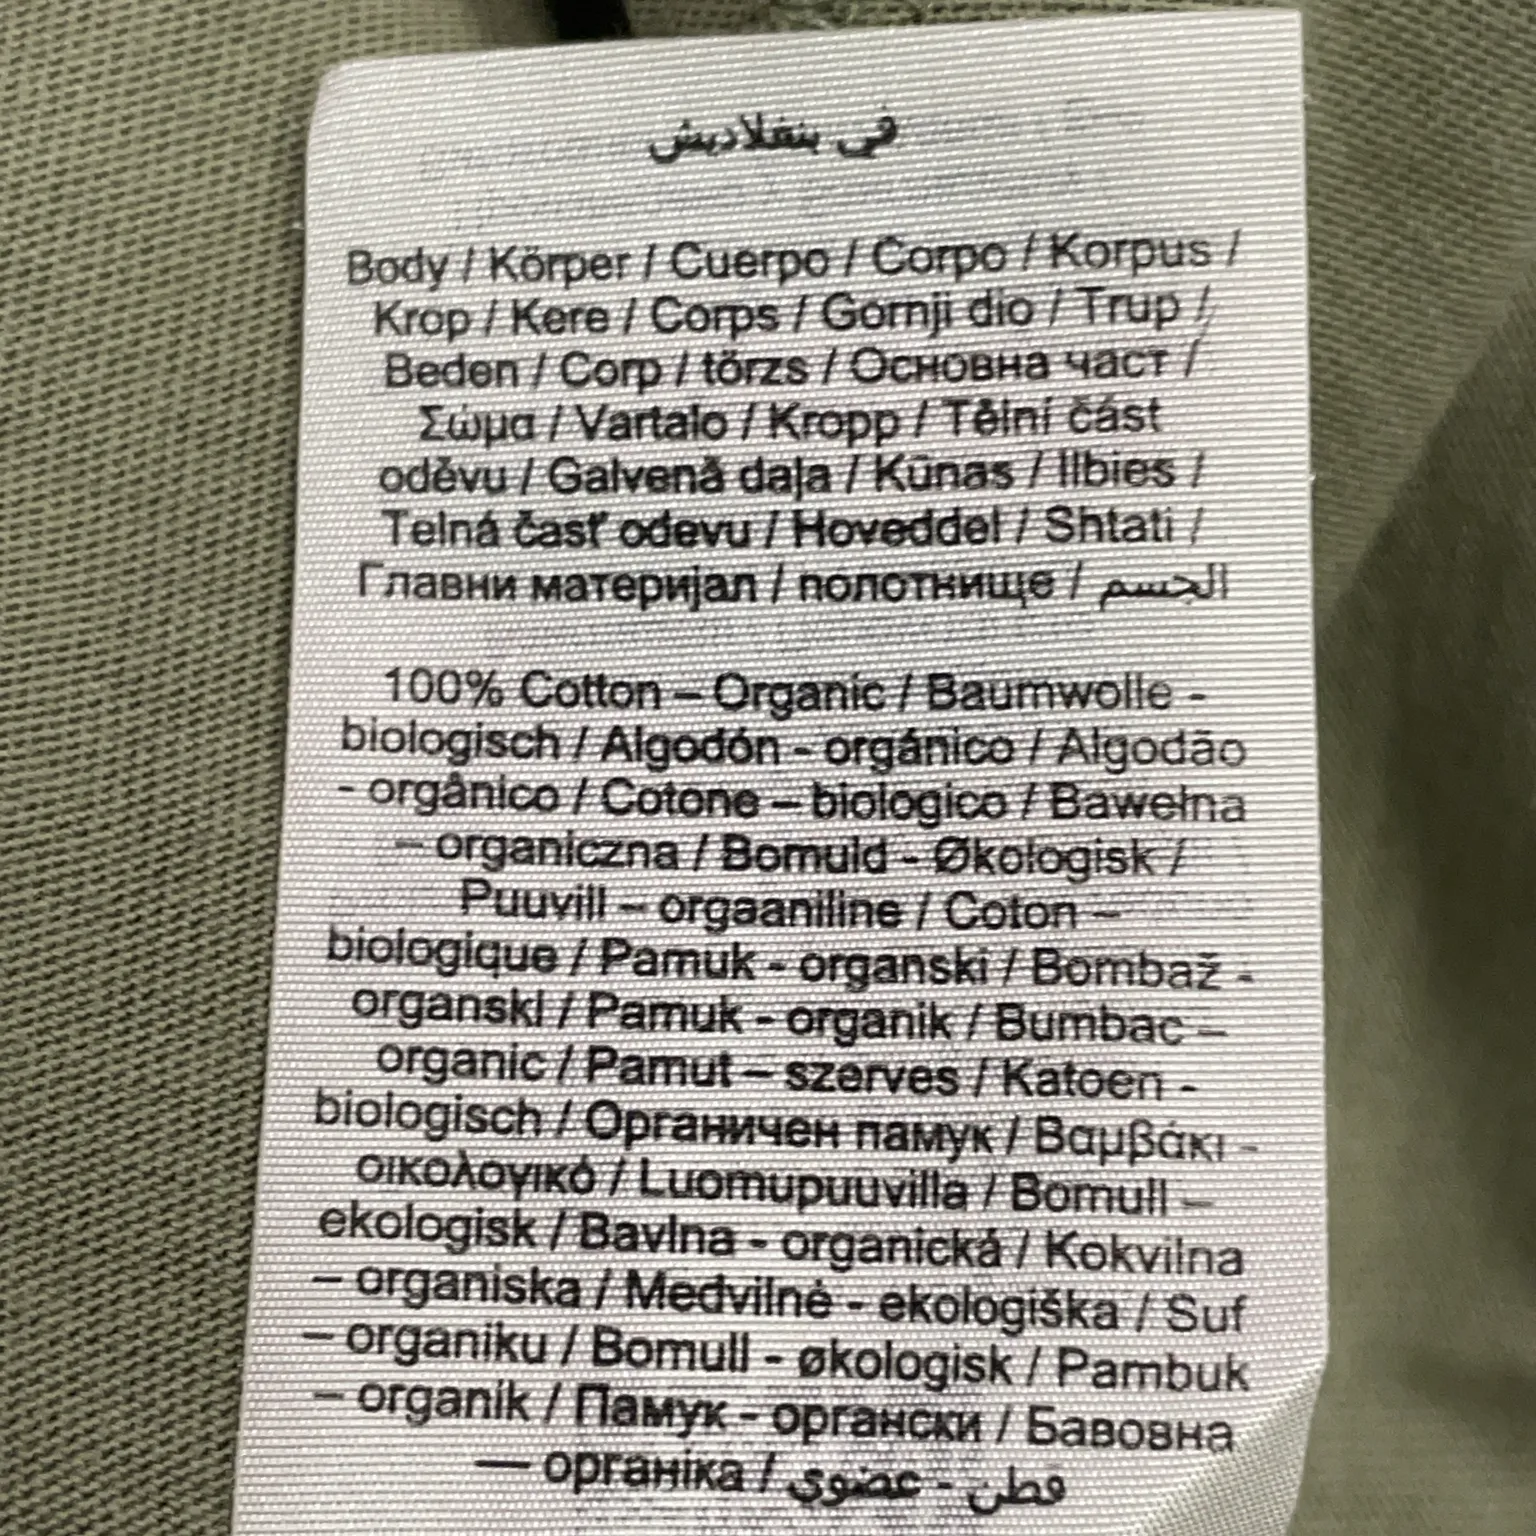 في بنغلاديش
Body / Körper / Cuerpo / Corpo / Korpus /
Krop / Kere / Corps / Gornji dio / Trup /
Beden / Corp / törzs / Основна част /
Σώμα / Vartalo / Kropp / Tělní část
oděvu / Galvenā daļa / Kūnas / Ilbies /
Telná časť odevu / Hoveddel / Shtati /
Главни материјал / полотнище / الجسم
100% Cotton – Organic / Baumwolle -
biologisch / Algodón - orgánico / Algodão
- orgânico / Cotone – biologico / Bawełna
– organiczna / Bomuld - Økologisk /
Puuvill – orgaaniline / Coton –
biologique / Pamuk - organski / Bombaž -
organski / Pamuk - organik / Bumbac –
organic / Pamut – szerves / Katoen -
biologisch / Органичен памук / Βαμβάκι -
οικολογικό / Luomupuuvilla / Bomull –
ekologisk / Bavlna - organická / Kokvilna
– organiska / Medvilnė - ekologiška / Suf
– organiku / Bomull - økologisk / Pambuk
– organik / Памук - органски / Бавовна
— органіка / قطن - عضوي